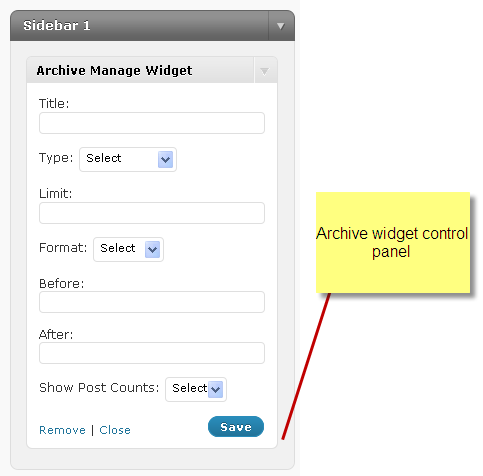 Sidebar 1
Archive Manage Widget
Title:
Type: Select
Limit:
Format: Select
Before:
After:
Show Post Counts: Select
Remove | Close Save
Archive widget control
panel